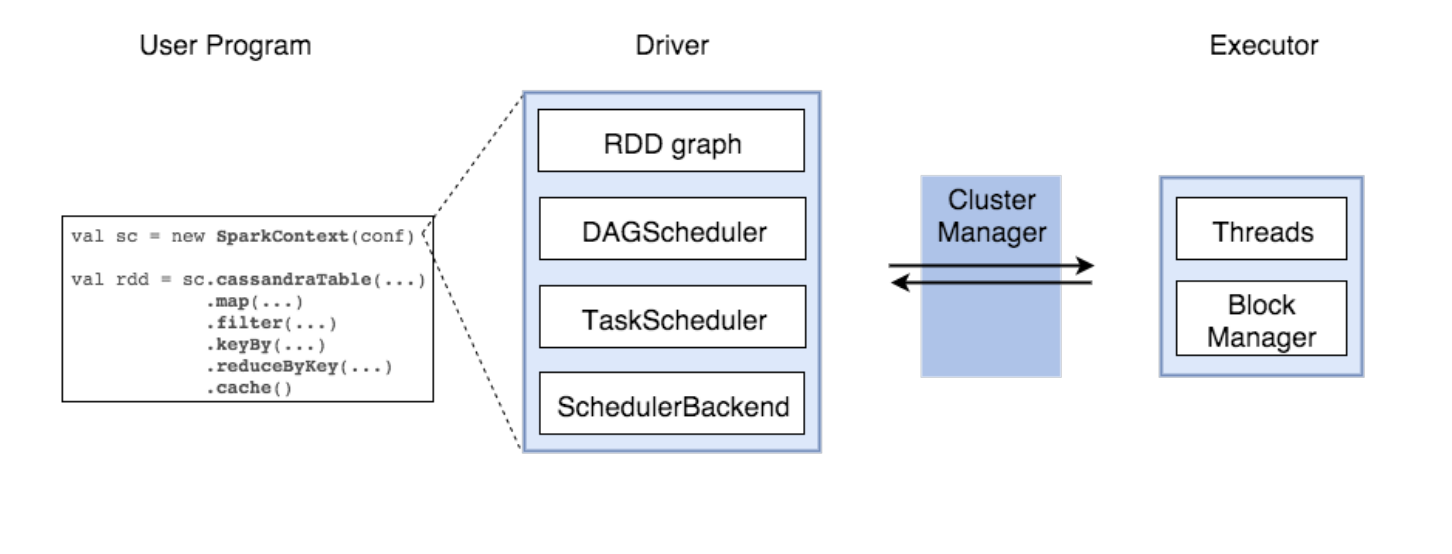 User Program
Driver
Executor
val sc = new SparkContext(conf)
val rdd = sc.cassandraTable(...)
.map(...)
.filter(...)
.keyBy(...)
.reduceByKey(...)
.cache()
RDD graph
DAGScheduler
TaskScheduler
SchedulerBackend
Cluster
Manager
Threads
Block
Manager